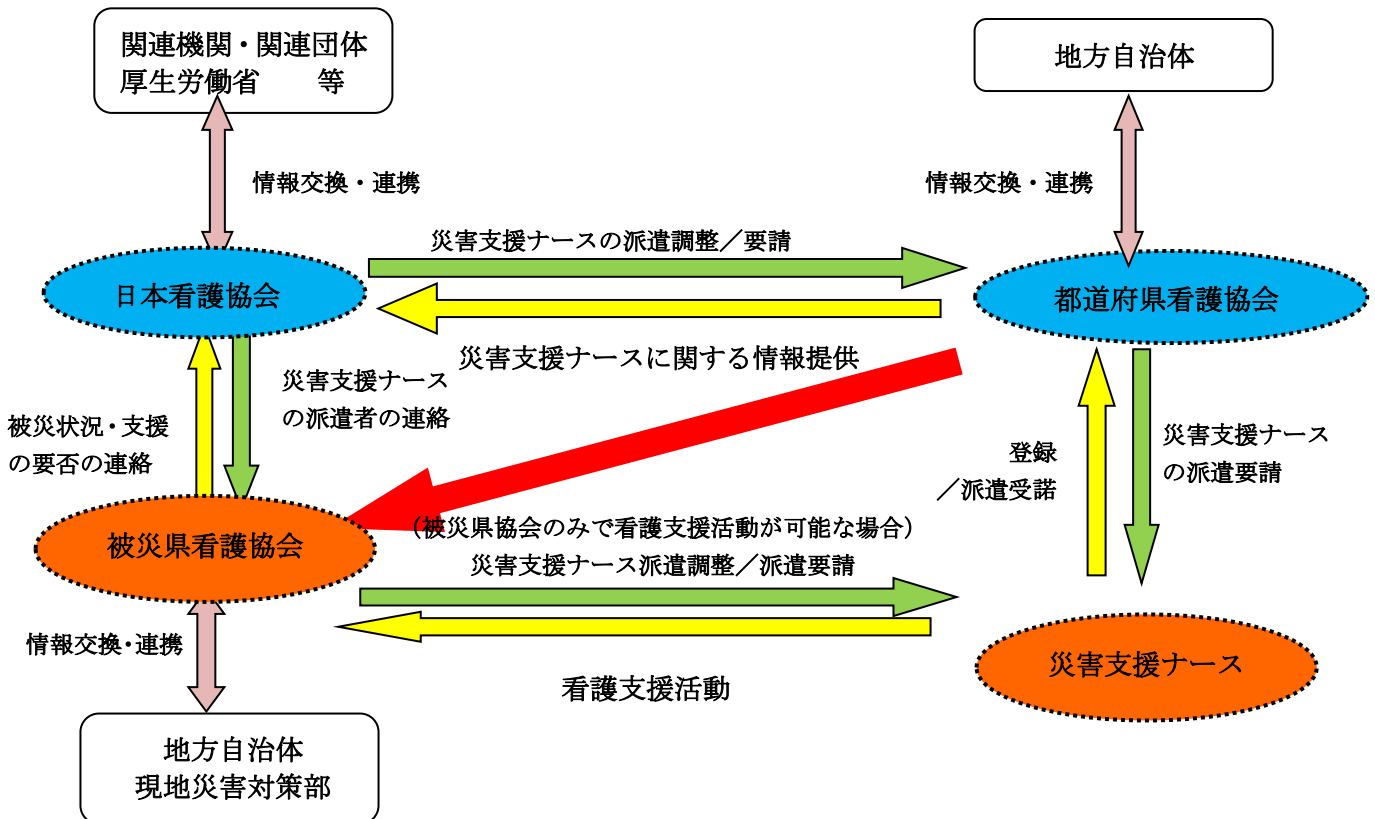 関連機関・関連団体
厚生労働省　　等
地方自治体
情報交換・連携
情報交換・連携
災害支援ナースの派遣調整／要請
日本看護協会
都道府県看護協会
災害支援ナースに関する情報提供
災害支援ナース
の派遣者の連絡
被災状況・支援
の要否の連絡
登録
／派遣受諾
災害支援ナース
の派遣要請
被災県看護協会
（被災県協会のみで看護支援活動が可能な場合）
災害支援ナース派遣調整／派遣要請
情報交換・連携
災害支援ナース
看護支援活動
地方自治体
現地災害対策部